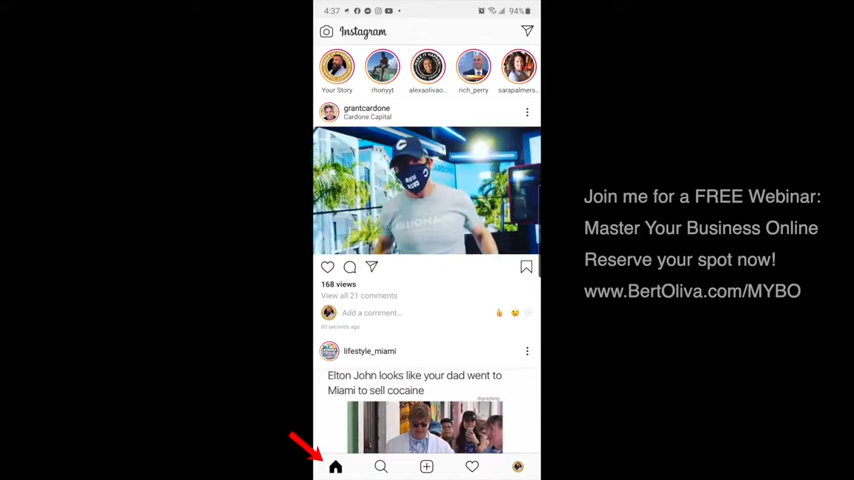 4:37
94%
Instagram
Your Story
rhonyyt
alexaolivao...
rich_perry
sarapalmers...
grantcardone
Cardone Capital
168 views
View all 21 comments
Add a comment...
60 seconds ago
lifestyle_miami
Elton John looks like your dad went to
Miami to sell cocaine
Join me for a FREE Webinar:
Master Your Business Online
Reserve your spot now!
www.BertOliva.com/MYBO